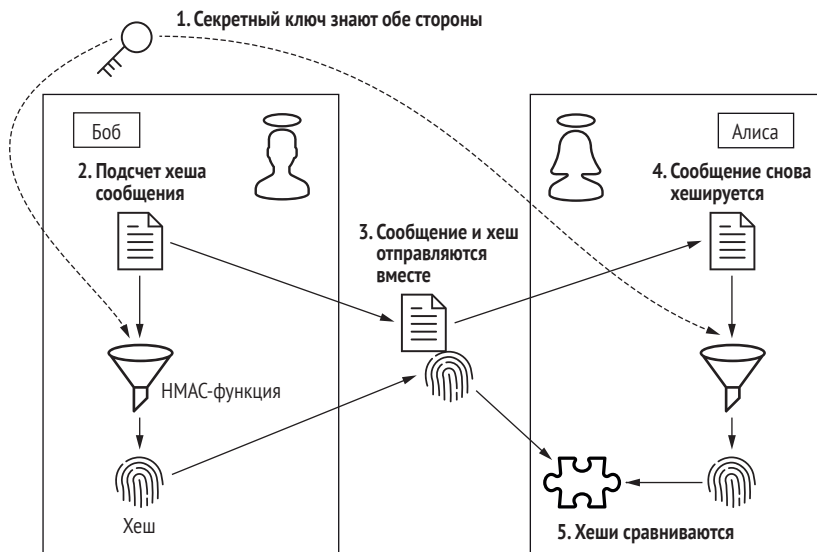 1. Секретный ключ знают обе стороны
Боб
Алиса
2. Подсчет хеша
сообщения
4. Сообщение снова
хешируется
3. Сообщение и хеш
отправляются
вместе
HMAC-функция
Хеш
5. Хеши сравниваются